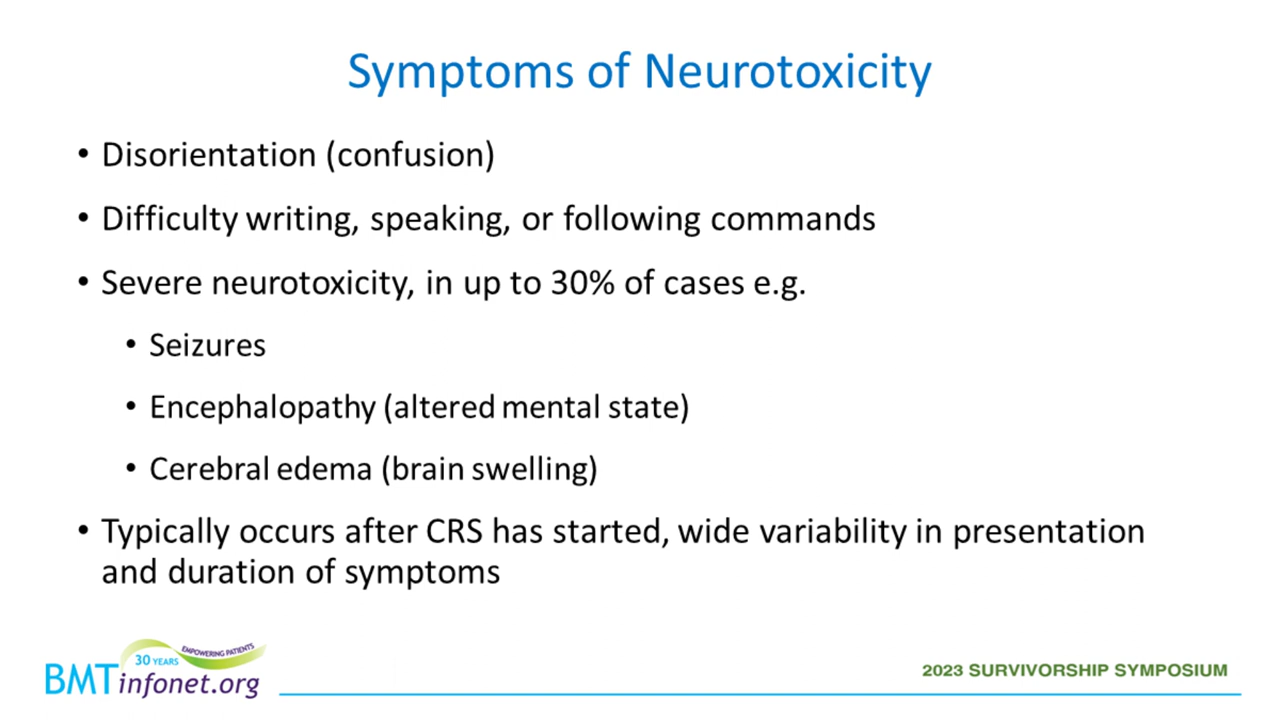 Symptoms of Neurotoxicity
• Disorientation (confusion)
• Difficulty writing, speaking, or following commands
• Severe neurotoxicity, in up to 30% of cases e.g.
• Seizures
• Encephalopathy (altered mental state)
• Cerebral edema (brain swelling)
• Typically occurs after CRS has started, wide variability in presentation
and duration of symptoms
30 YEARS EMPOWERING PATIENTS
BMTinfonet.org
2023 SURVIVORSHIP SYMPOSIUM